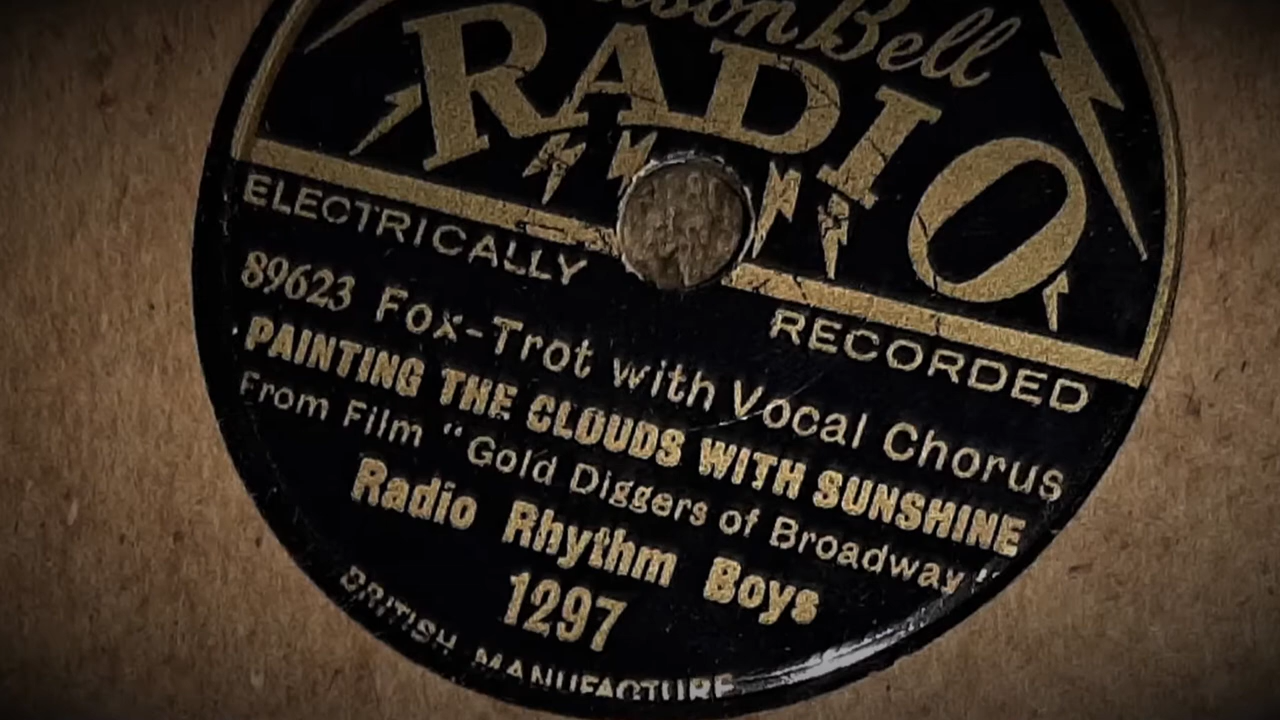 Bell
RADIO
ELECTRICALLY RECORDED
89623 Fox-Trot with Vocal Chorus
PAINTING THE CLOUDS WITH SUNSHINE
From Film "Gold Diggers of Broadway"
Radio Rhythm Boys
1297
BRITISH MANUFACTURE